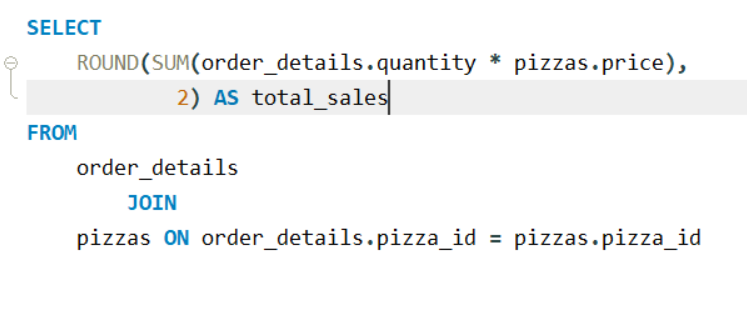 SELECT
ROUND(SUM(order_details.quantity * pizzas.price),
2) AS total_sales
FROM
order_details
JOIN
pizzas ON order_details.pizza_id = pizzas.pizza_id